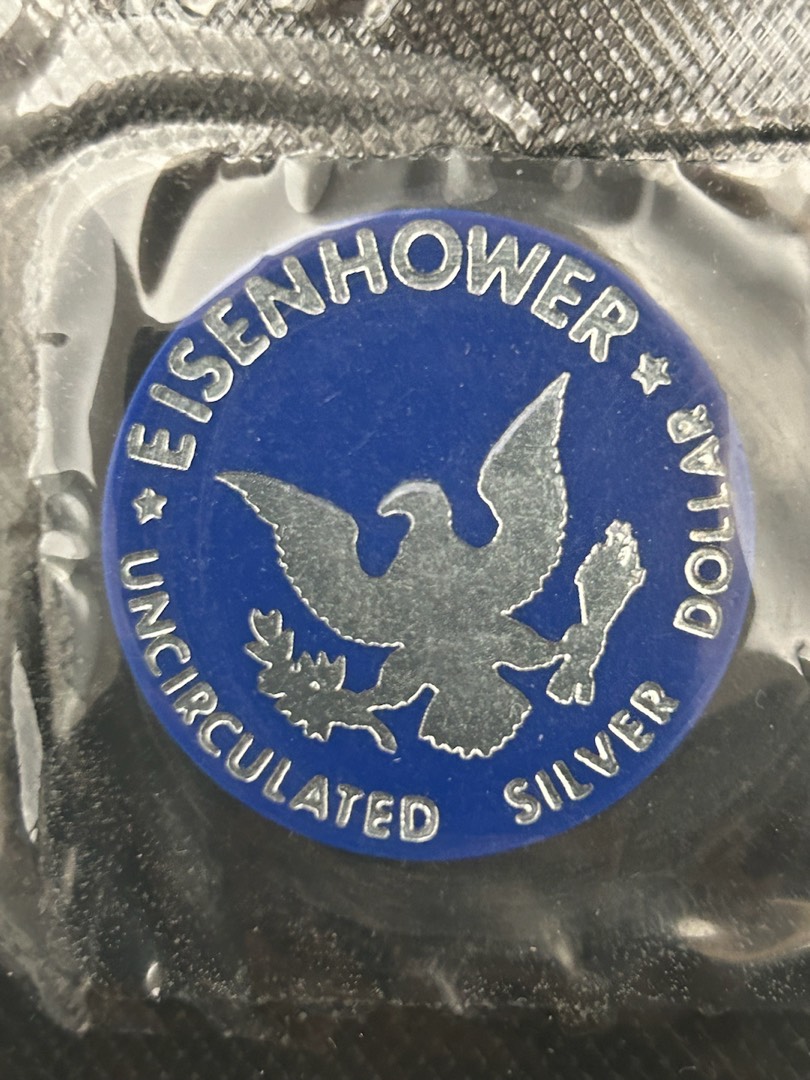 ★ EISENHOWER ★
UNCIRCULATED SILVER DOLLAR